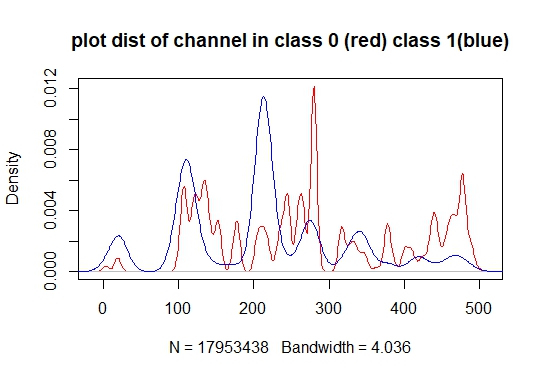 plot dist of channel in class 0 (red) class 1(blue)
0.012
0.008
0.004
0.000
Density
0 100 200 300 400 500
N = 17953438 Bandwidth = 4.036